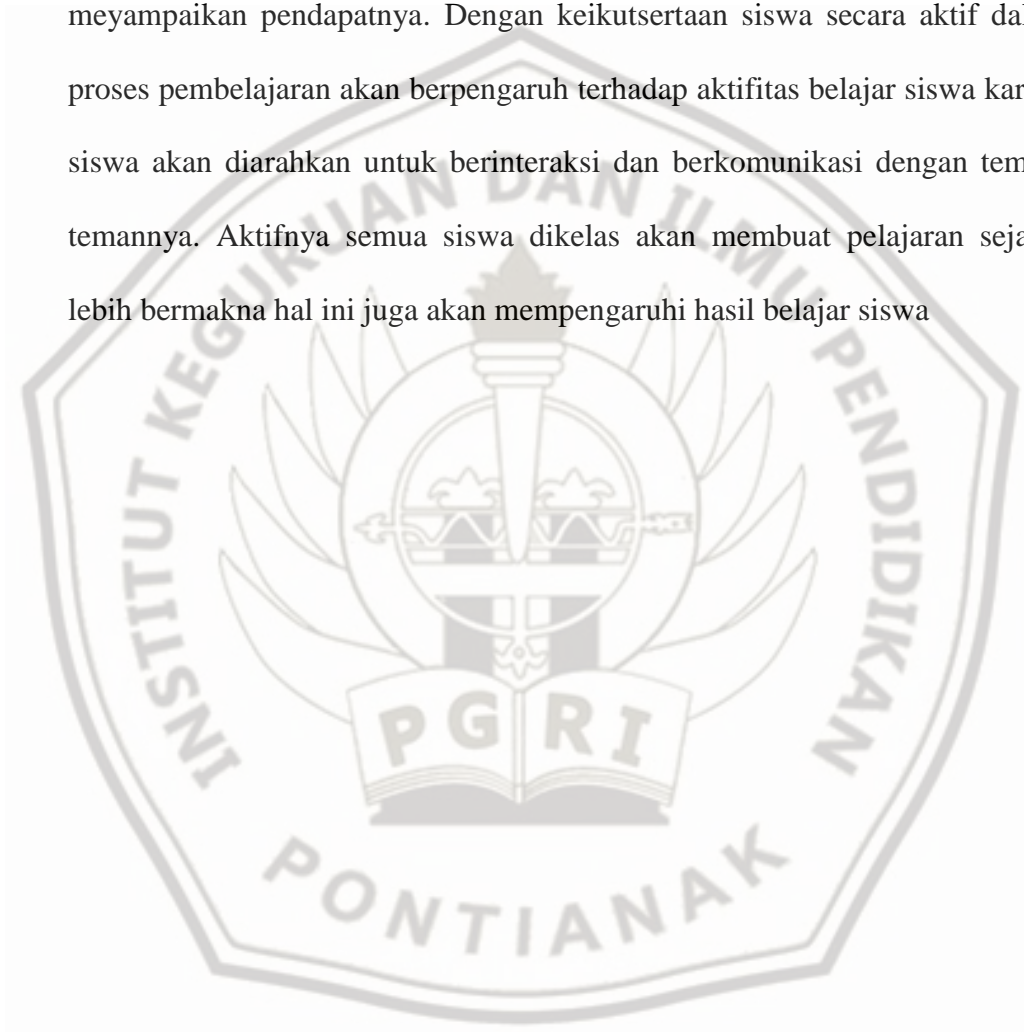 meyampaikan pendapatnya. Dengan keikutsertaan siswa secara aktif dal
proses pembelajaran akan berpengaruh terhadap aktifitas belajar siswa kar
siswa akan diarahkan untuk berinteraksi dan berkomunikasi dengan tem
temannya. Aktifnya semua siswa dikelas akan membuat pelajaran seja
lebih bermakna hal ini juga akan mempengaruhi hasil belajar siswa
INSTITUT KEGURUAN DAN ILMU PENDIDIKAN
PGRI
PONTIANAK